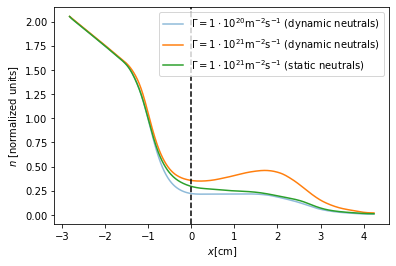 Γ = 1 · 10²⁰m⁻²s⁻¹ (dynamic neutrals)
Γ = 1 · 10²¹m⁻²s⁻¹ (dynamic neutrals)
Γ = 1 · 10²¹m⁻²s⁻¹ (static neutrals)
n [normalized units]
2.00
1.75
1.50
1.25
1.00
0.75
0.50
0.25
0.00
−3 −2 −1 0 1 2 3 4
x[cm]